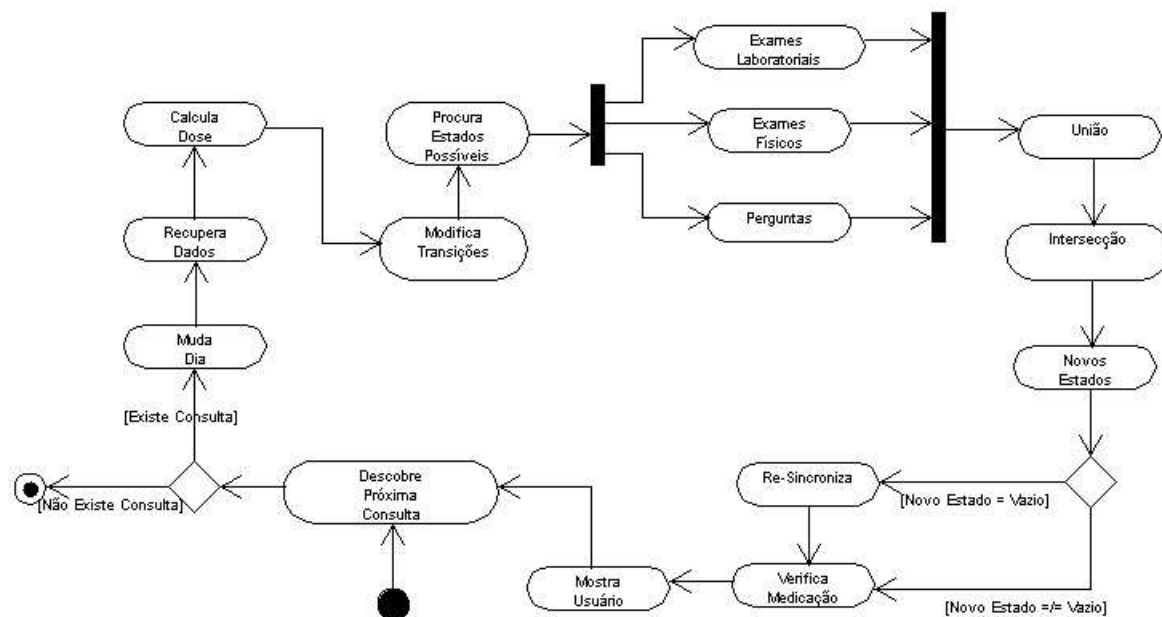 Exames
Laboratoriais
Calcula
Dose
Procura
Estados
Possíveis
Exames
Físicos
União
Recupera
Dados
Modifica
Transições
Perguntas
Intersecção
Muda
Dia
Novos
Estados
[Existe Consulta]
Descobre
Próxima
Consulta
Re-Sincroniza
[Não Existe Consulta]
[Novo Estado = Vazio]
Mostra
Usuário
Verifica
Medicação
[Novo Estado =/= Vazio]